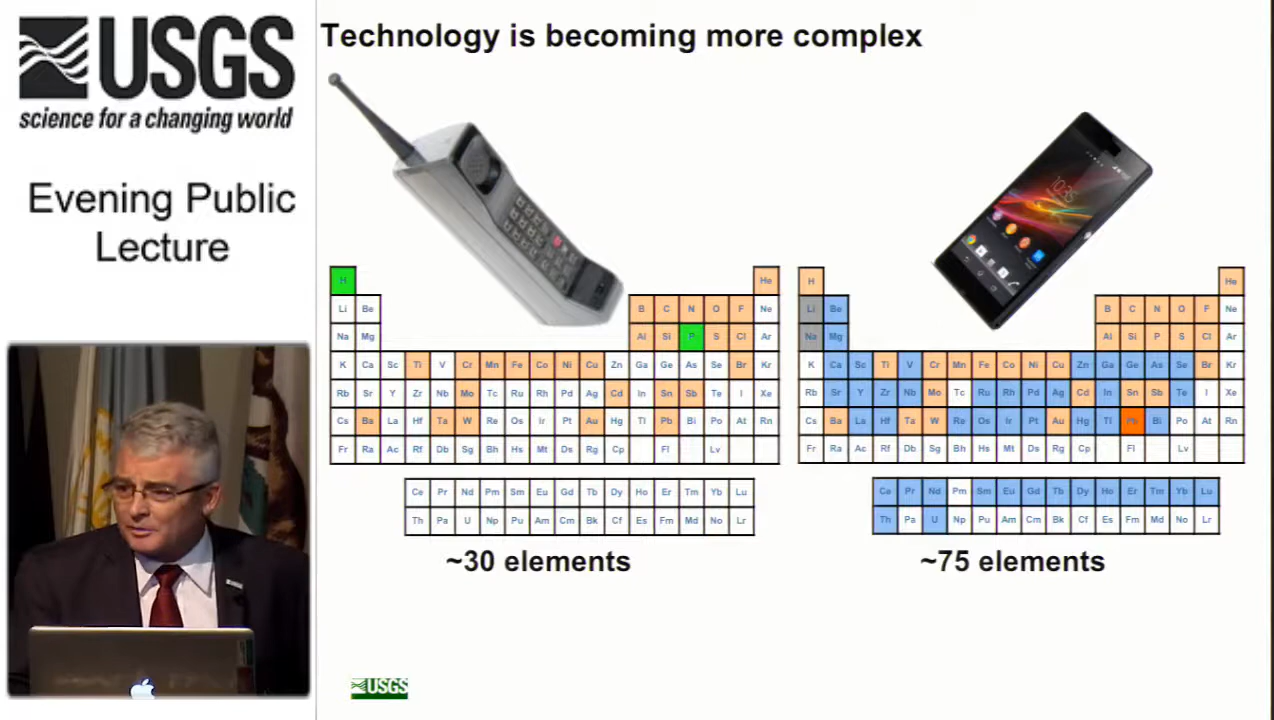 USGS
science for a changing world
Evening Public
Lecture
Technology is becoming more complex
H He
Li Be B C N O F Ne
Na Mg Al Si P S Cl Ar
K Ca Sc Ti V Cr Mn Fe Co Ni Cu Zn Ga Ge As Se Br Kr
Rb Sr Y Zr Nb Mo Tc Ru Rh Pd Ag Cd In Sn Sb Te I Xe
Cs Ba La Hf Ta W Re Os Ir Pt Au Hg Tl Pb Bi Po At Rn
Fr Ra Ac Rf Db Sg Bh Hs Mt Ds Rg Cp Fl Lv
Ce Pr Nd Pm Sm Eu Gd Tb Dy Ho Er Tm Yb Lu
Th Pa U Np Pu Am Cm Bk Cf Es Fm Md No Lr
~30 elements
10:35
H He
Li Be B C N O F Ne
Na Mg Al Si P S Cl Ar
K Ca Sc Ti V Cr Mn Fe Co Ni Cu Zn Ga Ge As Se Br Kr
Rb Sr Y Zr Nb Mo Tc Ru Rh Pd Ag Cd In Sn Sb Te I Xe
Cs Ba La Hf Ta W Re Os Ir Pt Au Hg Tl Pb Bi Po At Rn
Fr Ra Ac Rf Db Sg Bh Hs Mt Ds Rg Cp Fl Lv
Ce Pr Nd Pm Sm Eu Gd Tb Dy Ho Er Tm Yb Lu
Th Pa U Np Pu Am Cm Bk Cf Es Fm Md No Lr
~75 elements
USGS